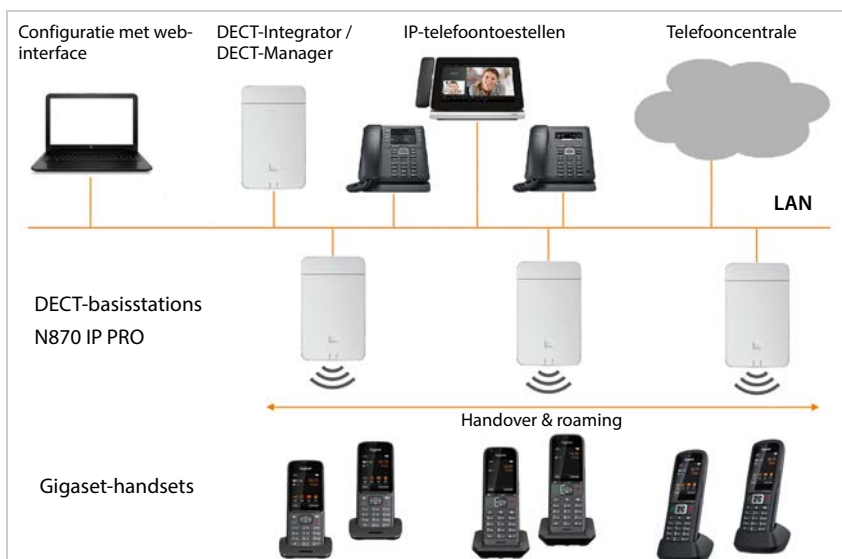 Configuratie met web-
interface
DECT-Integrator /
DECT-Manager
IP-telefoontoestellen
Telefooncentrale
LAN
DECT-basisstations
N870 IP PRO
Handover & roaming
Gigaset-handsets